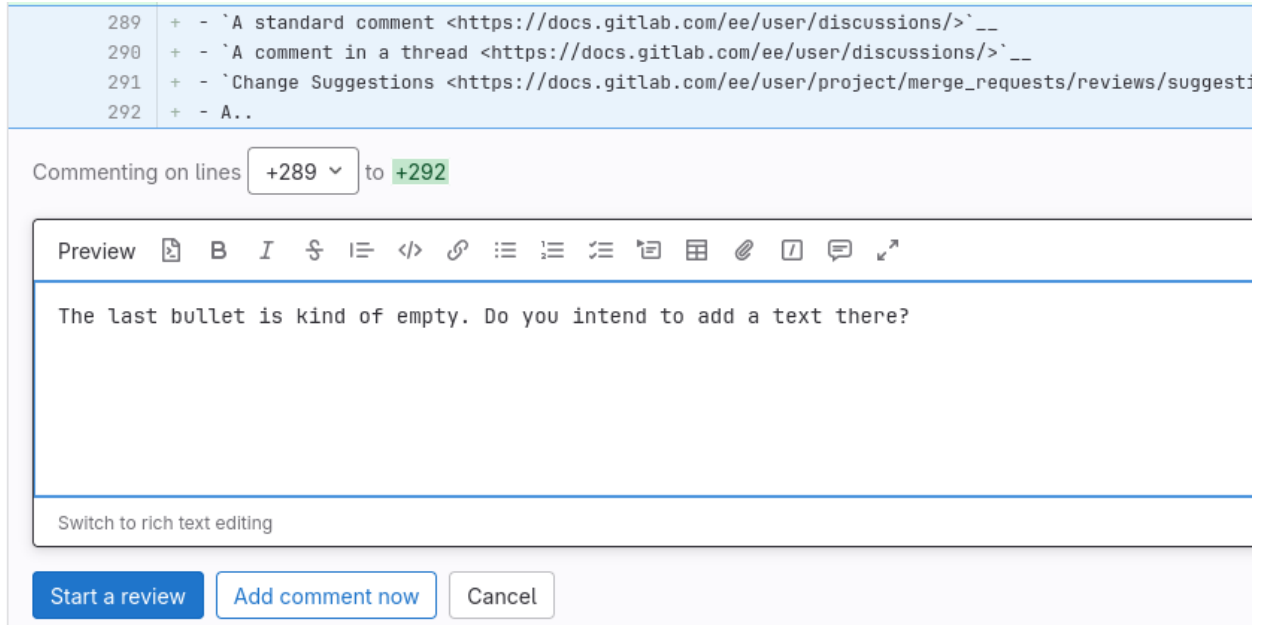 289 + - `A standard comment <https://docs.gitlab.com/ee/user/discussions/>`__
290 + - `A comment in a thread <https://docs.gitlab.com/ee/user/discussions/>`__
291 + - `Change Suggestions <https://docs.gitlab.com/ee/user/project/merge_requests/reviews/suggesti
292 + - A..
Commenting on lines +289 to +292
Preview B I S
The last bullet is kind of empty. Do you intend to add a text there?
Switch to rich text editing
Start a review Add comment now Cancel